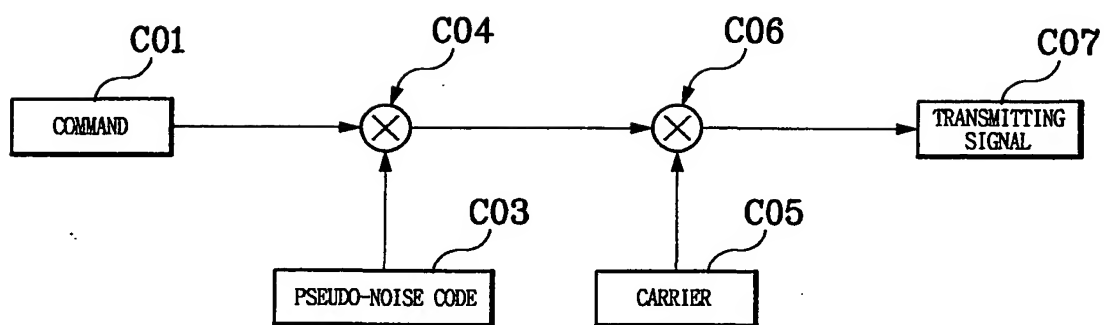 C01
C04
C06
C07
COMMAND
TRANSMITTING
SIGNAL
C03
C05
PSEUDO-NOISE CODE
CARRIER